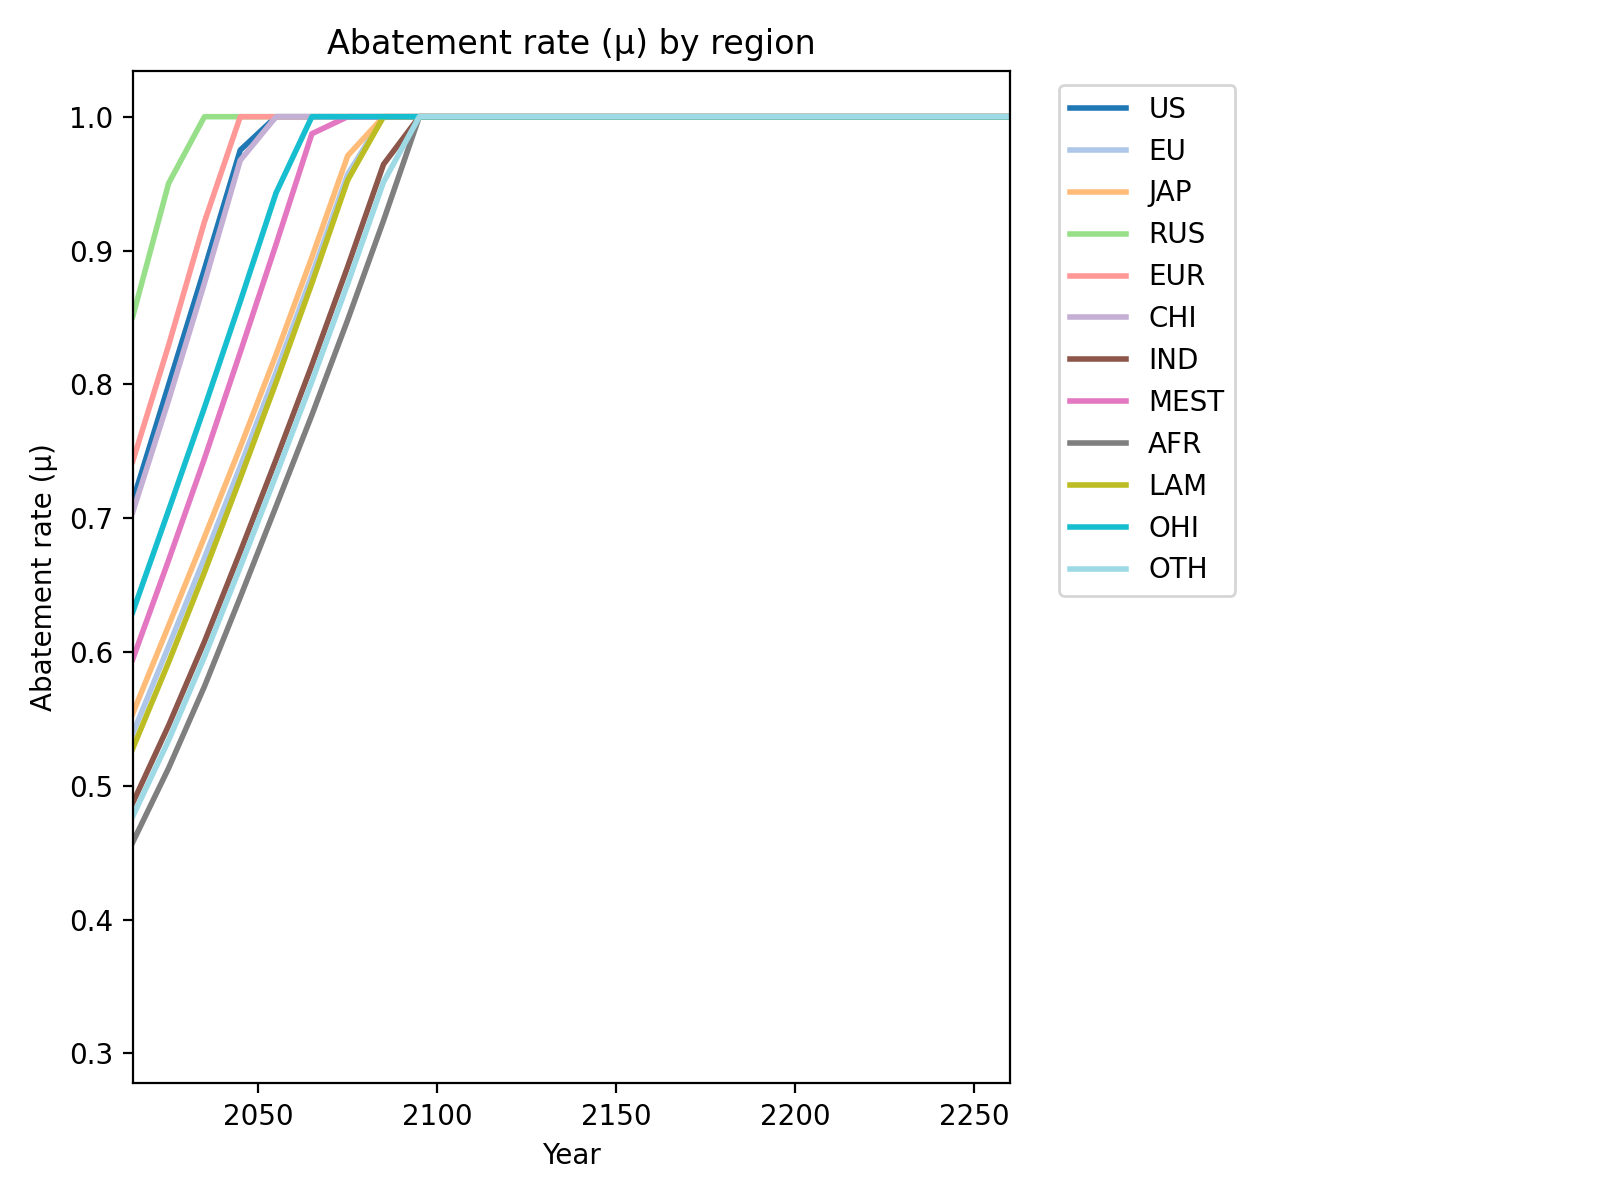 Abatement rate (μ) by region
Abatement rate (μ)
1.0
0.9
0.8
0.7
0.6
0.5
0.4
0.3
2050 2100 2150 2200 2250
Year
US
EU
JAP
RUS
EUR
CHI
IND
MEST
AFR
LAM
OHI
OTH